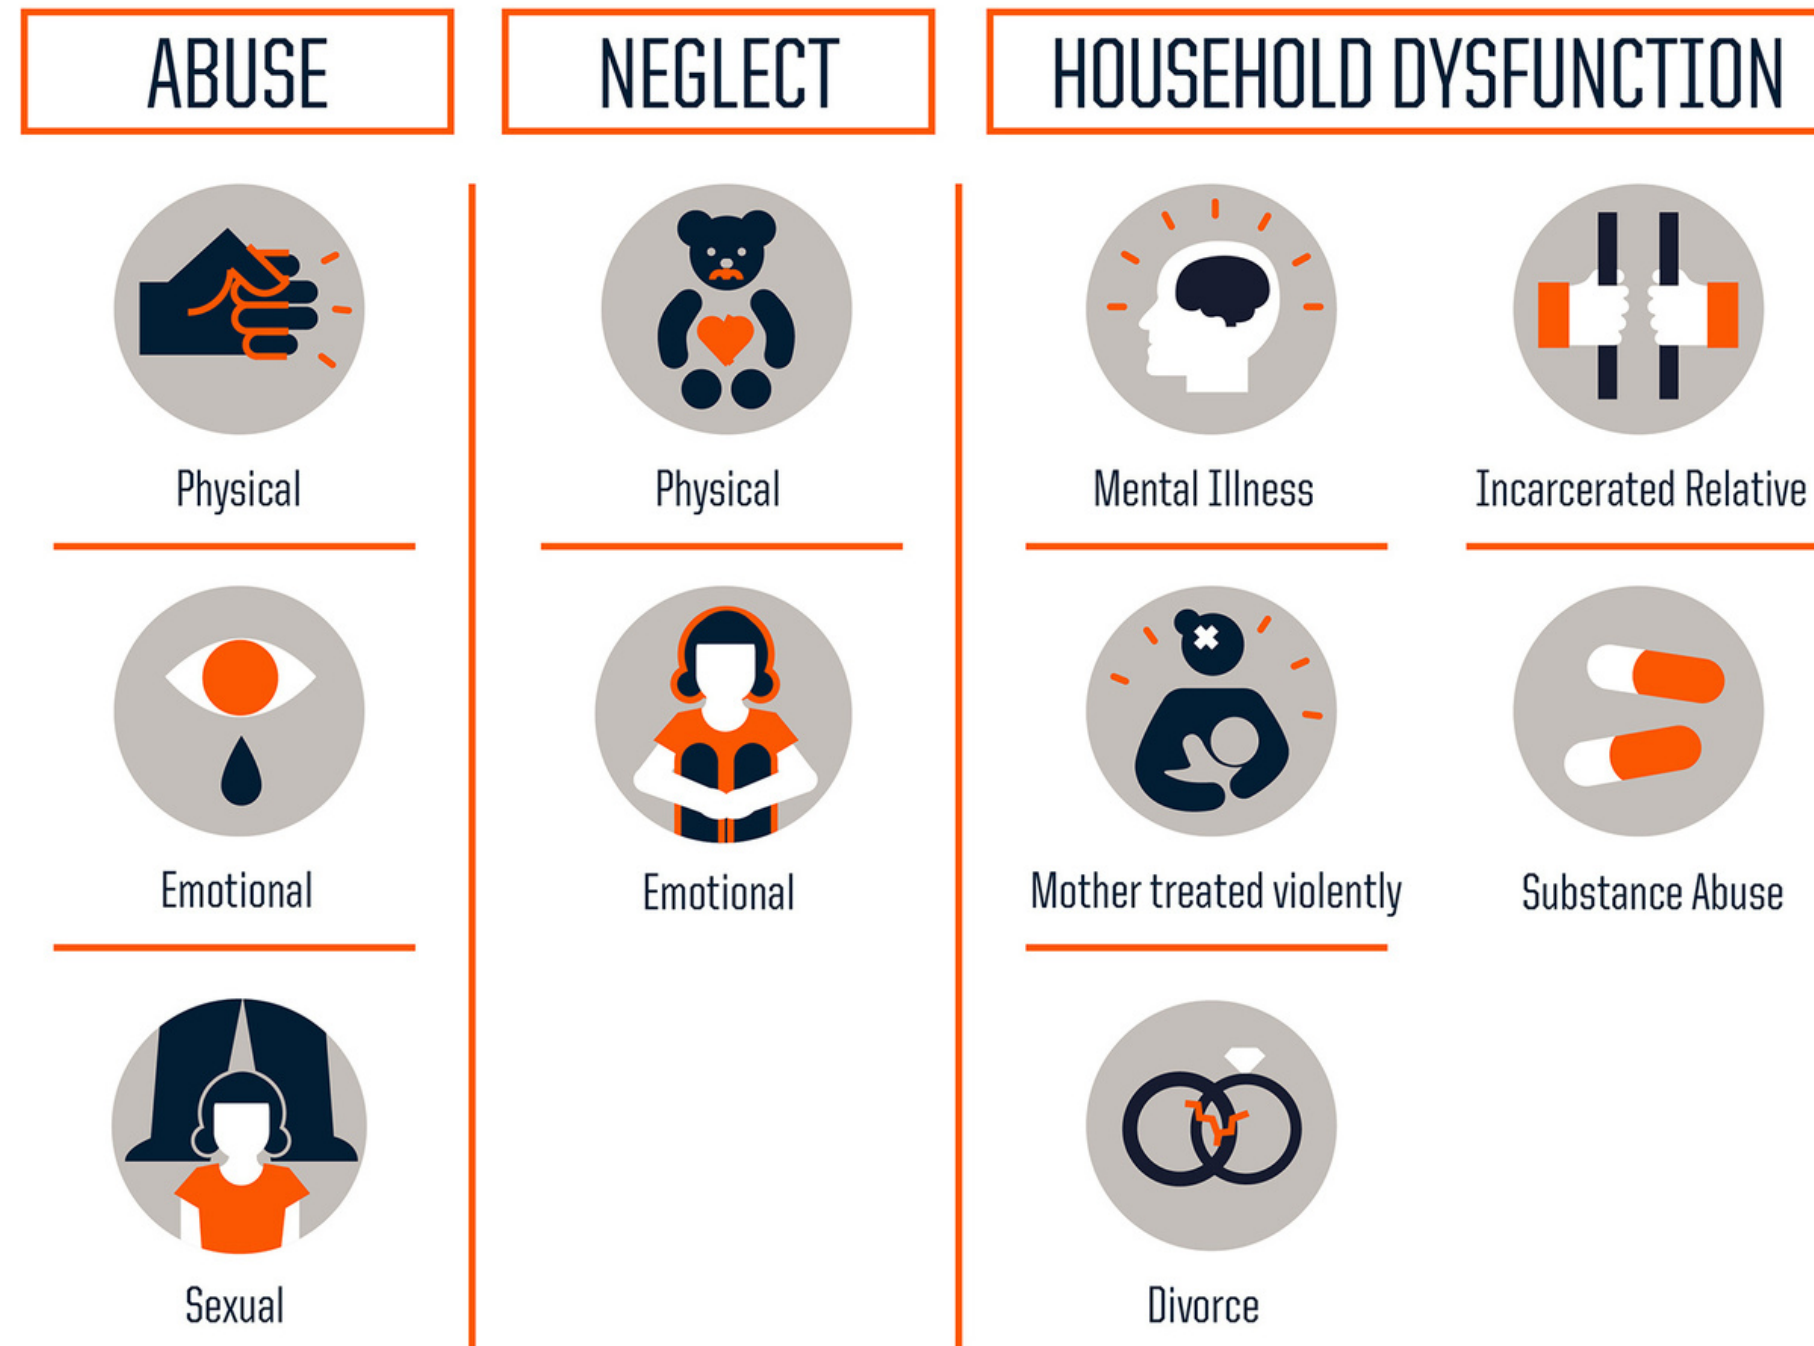 ABUSE
Physical
Emotional
Sexual
NEGLECT
Physical
Emotional
HOUSEHOLD DYSFUNCTION
Mental Illness
Incarcerated Relative
Mother treated violently
Substance Abuse
Divorce